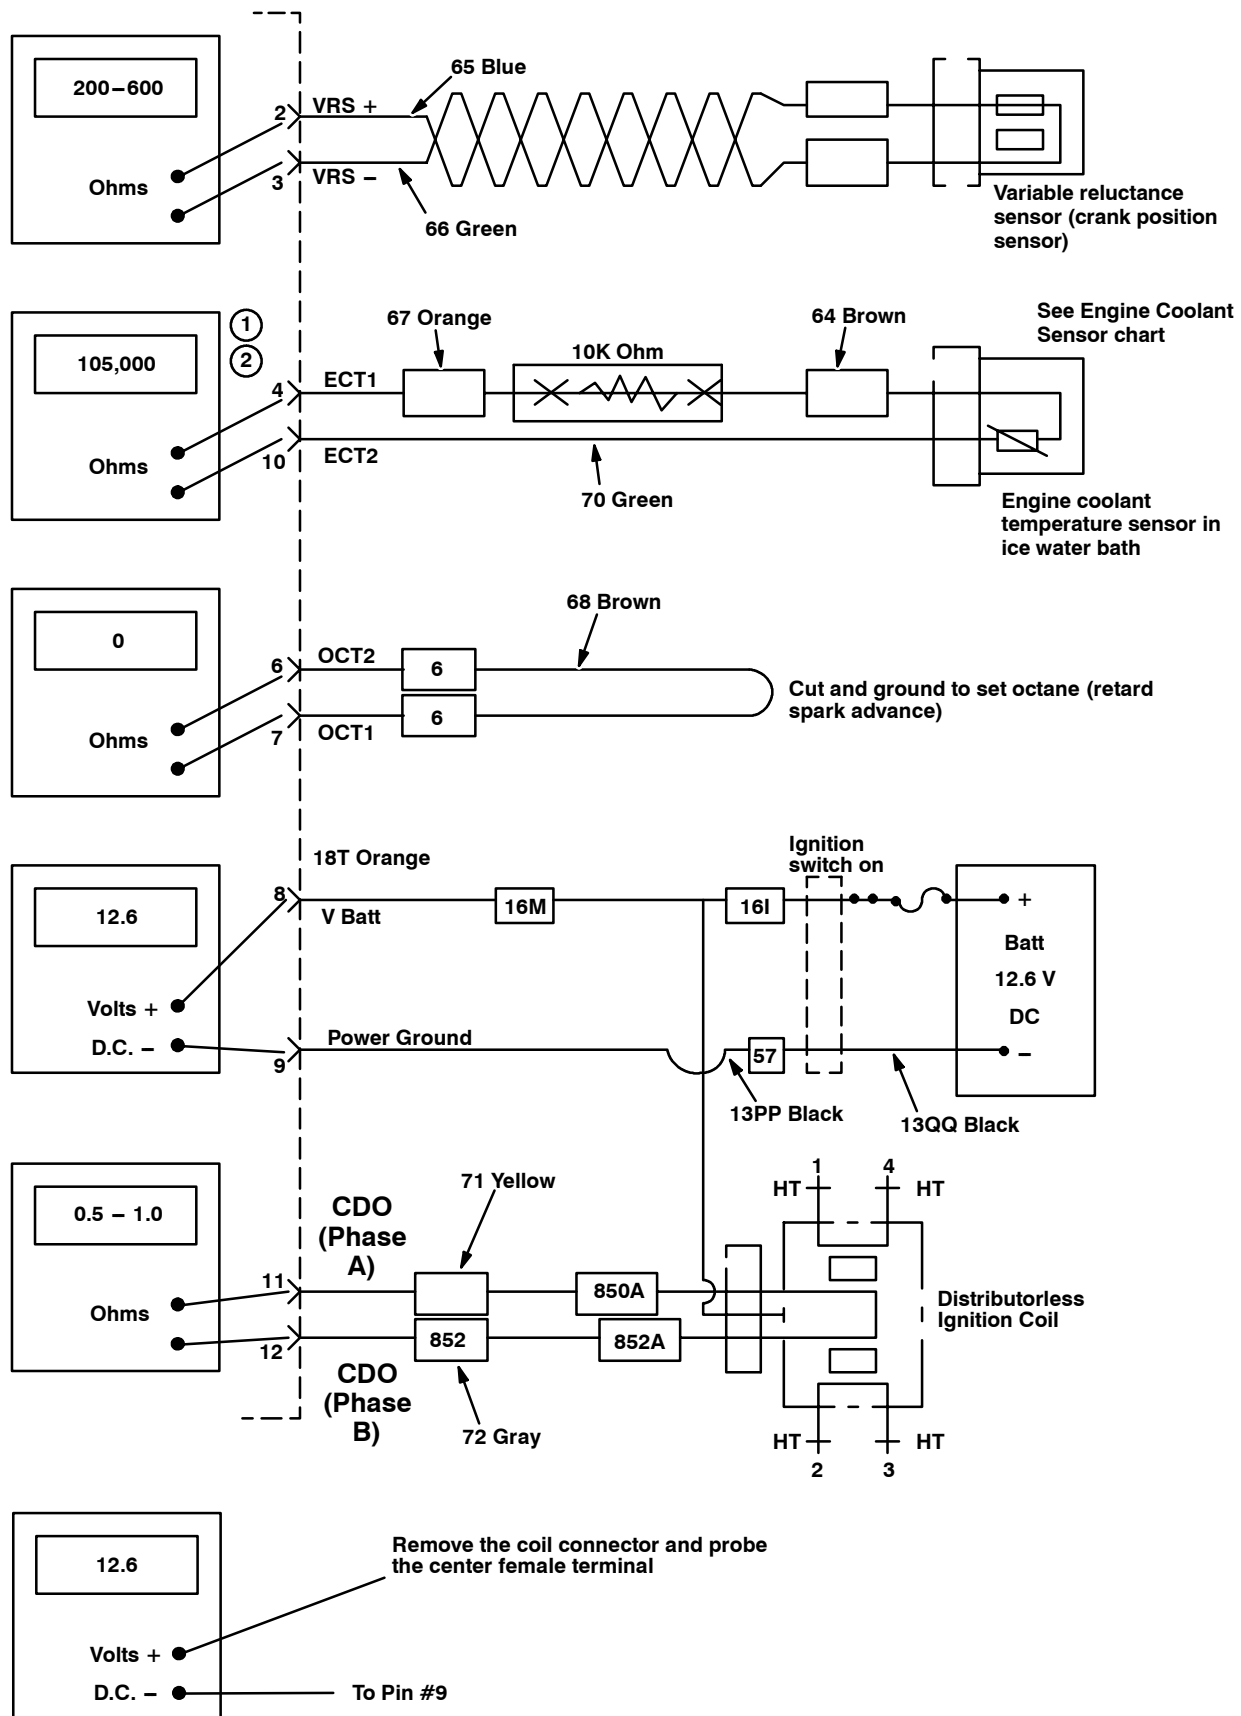 200–600
Ohms
2
VRS +
65 Blue
3
VRS –
66 Green
Variable reluctance
sensor (crank position
sensor)
105,000
Ohms
1
2
4
ECT1
67 Orange
10K Ohm
64 Brown
See Engine Coolant
Sensor chart
10
ECT2
70 Green
Engine coolant
temperature sensor in
ice water bath
0
Ohms
6
OCT2
6
68 Brown
7
OCT1
6
Cut and ground to set octane (retard
spark advance)
12.6
Volts +
D.C. –
18T Orange
8
V Batt
16M
16I
Ignition
switch on
+
Batt
12.6 V
DC
–
9
Power Ground
57
13PP Black
13QQ Black
0.5 – 1.0
Ohms
CDO
(Phase
A)
71 Yellow
11
850A
12
852
852A
CDO
(Phase
B)
72 Gray
1
4
HT
HT
Distributorless
Ignition Coil
HT
HT
2
3
12.6
Volts +
D.C. –
Remove the coil connector and probe
the center female terminal
To Pin #9